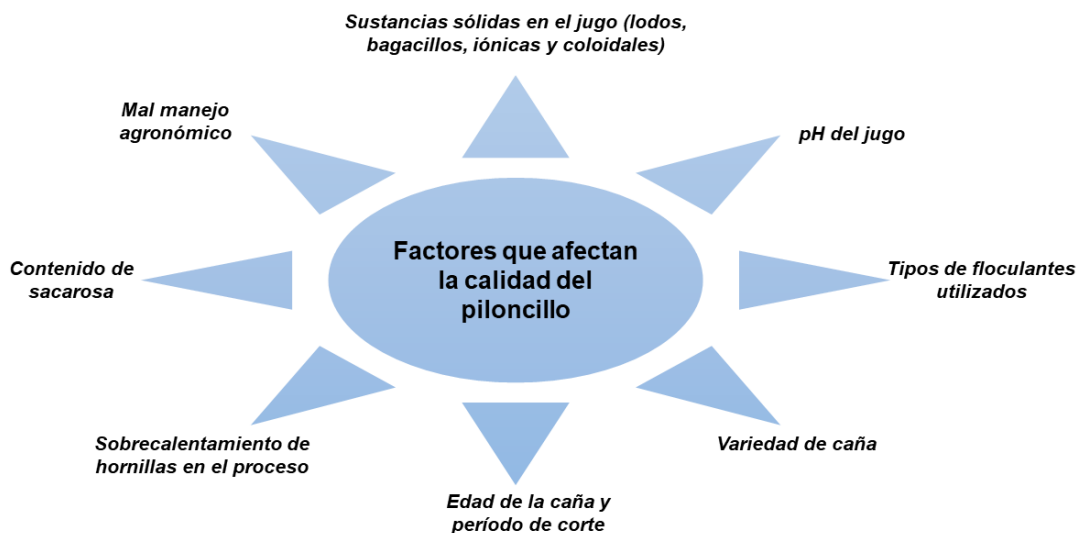 Sustancias sólidas en el jugo (lodos,
bagacillos, iónicas y coloidales)
Mal manejo
agronómico
pH del jugo
Factores que afectan
la calidad del
piloncillo
Contenido de
sacarosa
Tipos de floculantes
utilizados
Sobrecalentamiento de
hornillas en el proceso
Variedad de caña
Edad de la caña y
período de corte